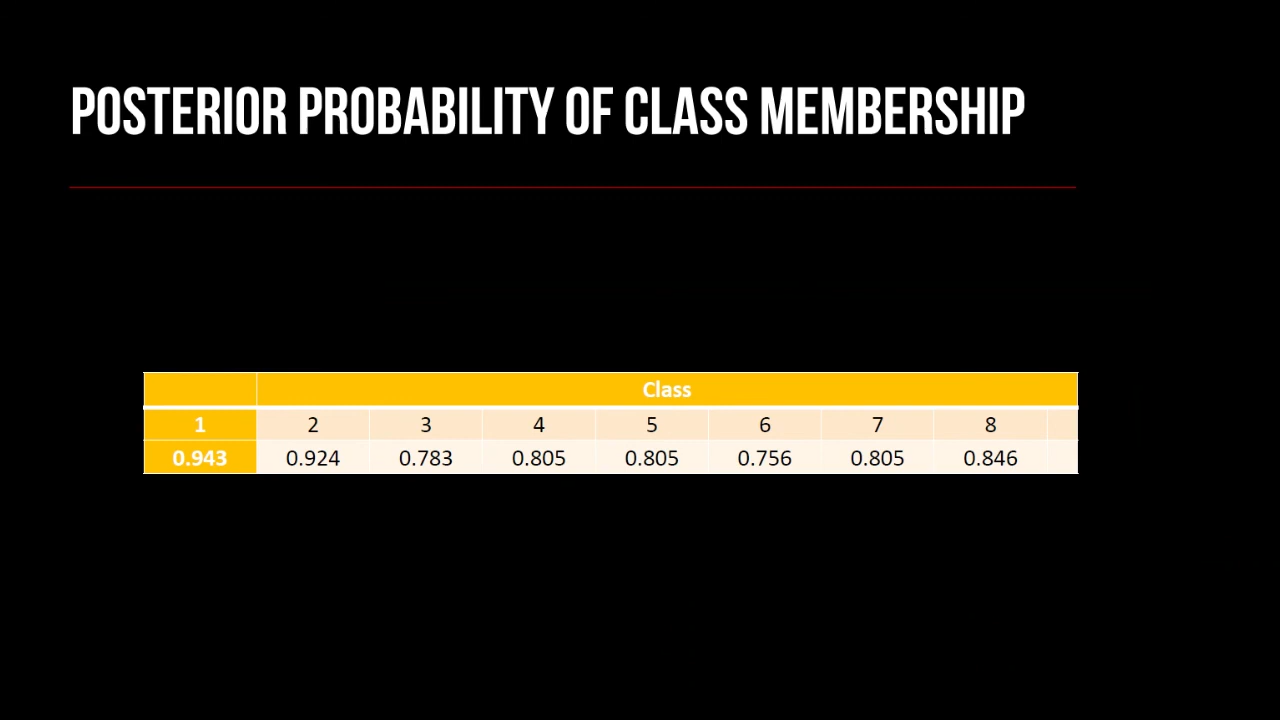 POSTERIOR PROBABILITY OF CLASS MEMBERSHIP
Class
1 2 3 4 5 6 7 8
0.943 0.924 0.783 0.805 0.805 0.756 0.805 0.846